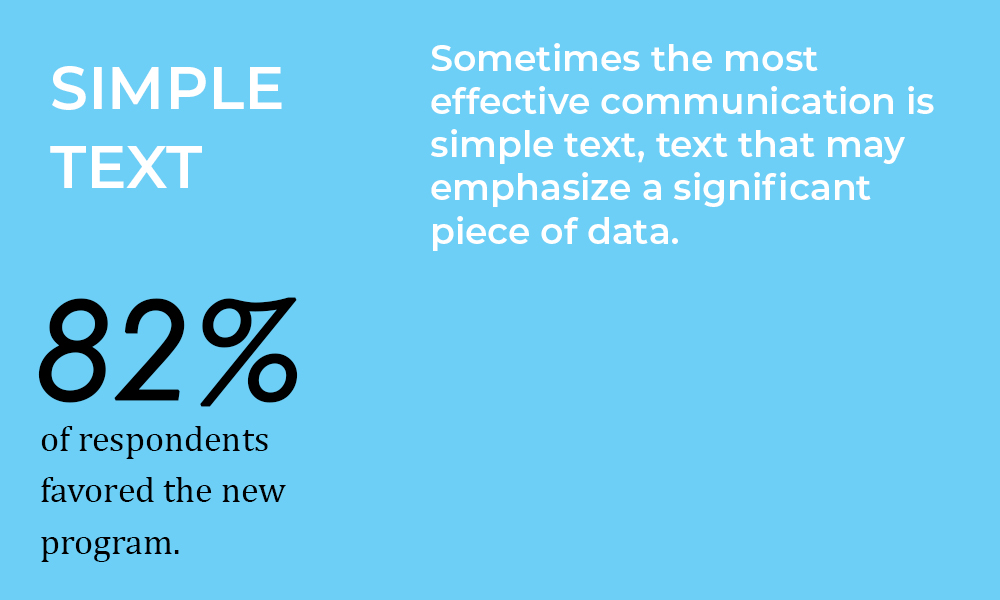 SIMPLE
TEXT
Sometimes the most
effective communication is
simple text, text that may
emphasize a significant
piece of data.
82%
of respondents
favored the new
program.